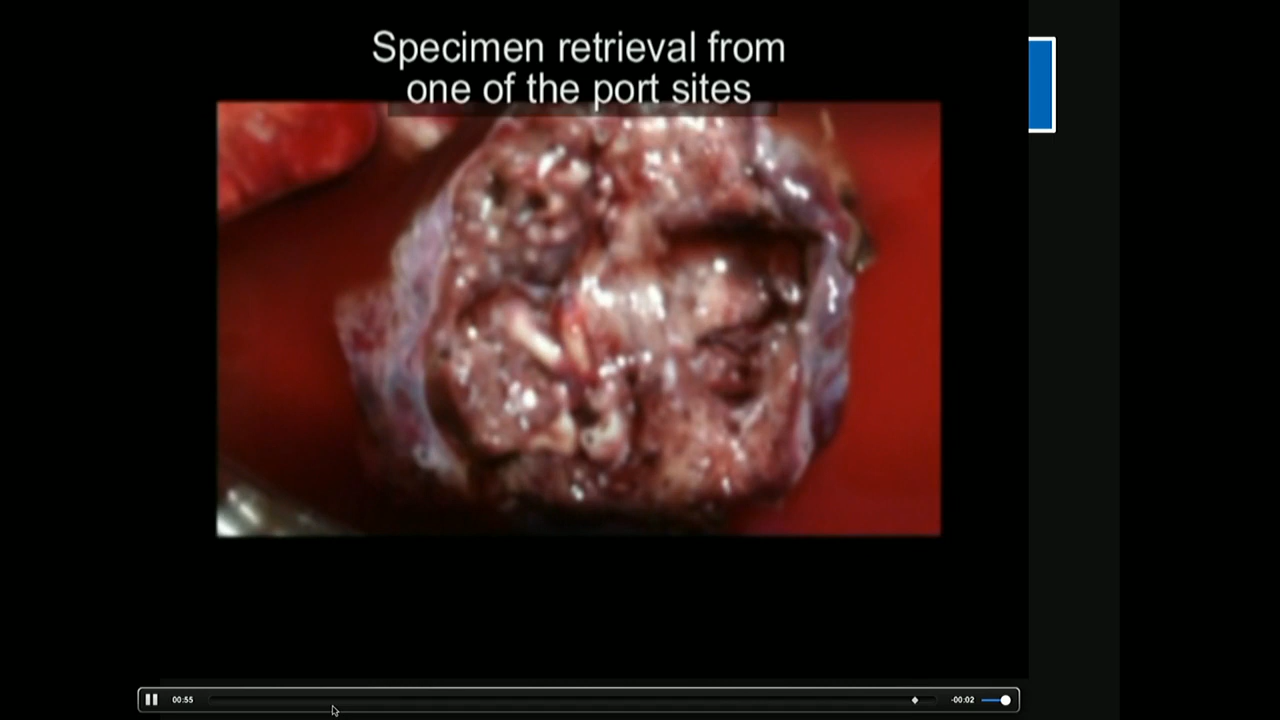 Specimen retrieval from
one of the port sites
00:55
-00:02